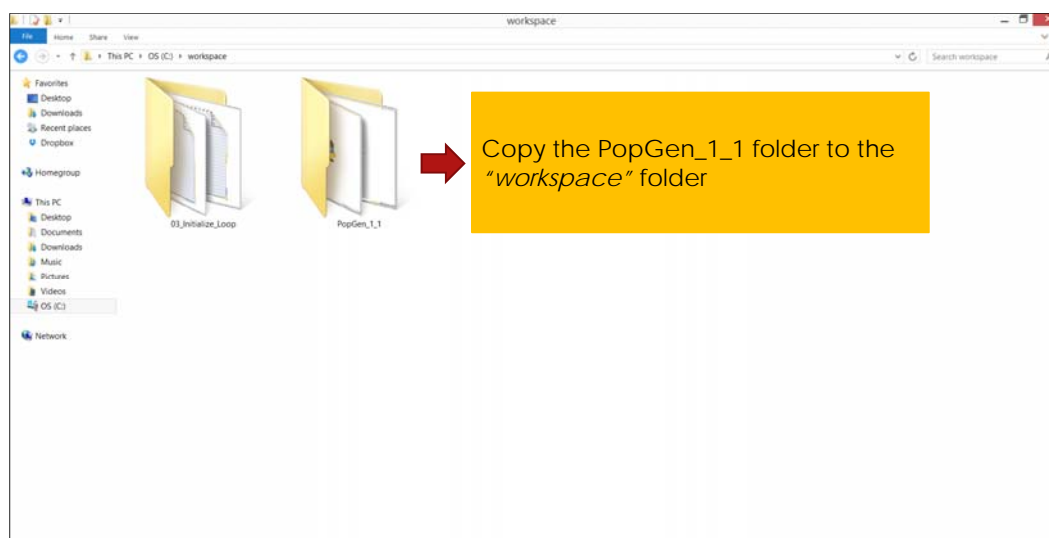 workspace
File Home Share View
This PC OS (C:) workspace
Search workspace
Favorites
Desktop
Downloads
Recent places
Dropbox
Homegroup
This PC
Desktop
Documents
Downloads
Music
Pictures
Videos
OS (C:)
Network
03_Initialize_Loop
PopGen_1_1
Copy the PopGen_1_1 folder to the
“workspace” folder